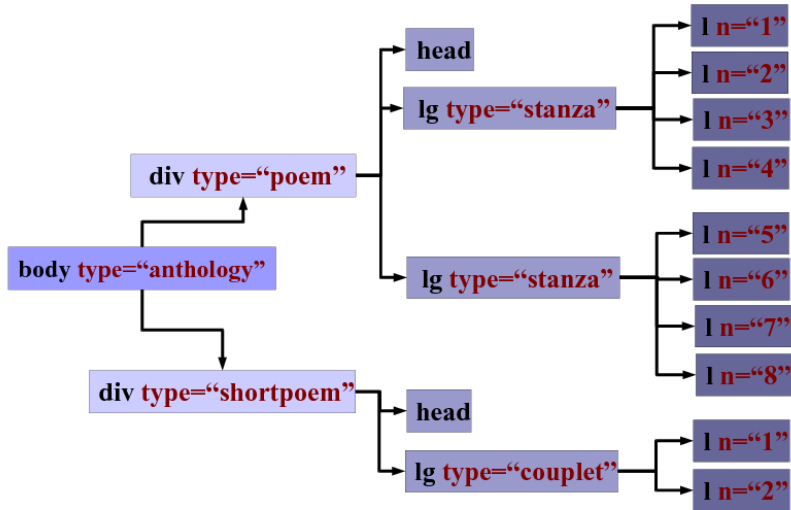 body type=“anthology”
div type=“poem”
head
lg type=“stanza”
l n=“1”
l n=“2”
l n=“3”
l n=“4”
lg type=“stanza”
l n=“5”
l n=“6”
l n=“7”
l n=“8”
div type=“shortpoem”
head
lg type=“couplet”
l n=“1”
l n=“2”